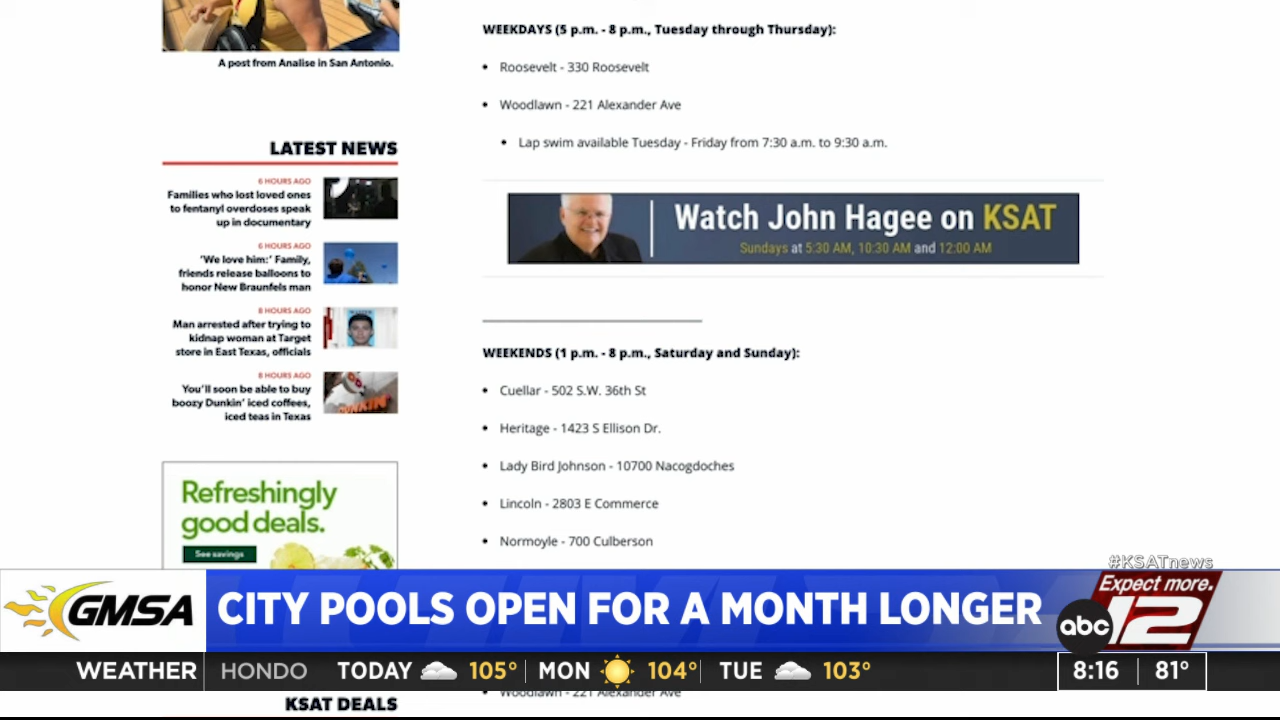 A post from Analise in San Antonio.
LATEST NEWS
6 HOURS AGO
Families who lost loved ones
to fentanyl overdoses speak
up in documentary
6 HOURS AGO
'We love him:' Family,
friends release balloons to
honor New Braunfels man
8 HOURS AGO
Man arrested after trying to
kidnap woman at Target
store in East Texas, officials
8 HOURS AGO
You'll soon be able to buy
boozy Dunkin' iced coffees,
iced teas in Texas
Refreshingly
good deals.
See savings
WEEKDAYS (5 p.m. - 8 p.m., Tuesday through Thursday):
• Roosevelt - 330 Roosevelt
• Woodlawn - 221 Alexander Ave
• Lap swim available Tuesday - Friday from 7:30 a.m. to 9:30 a.m.
Watch John Hagee on KSAT
Sundays at 5:30 AM, 10:30 AM and 12:00 AM
WEEKENDS (1 p.m. - 8 p.m., Saturday and Sunday):
• Cuellar - 502 S.W. 36th St
• Heritage - 1423 S Ellison Dr.
• Lady Bird Johnson - 10700 Nacogdoches
• Lincoln - 2803 E Commerce
• Normoyle - 700 Culberson
#KSATnews
GMSA
CITY POOLS OPEN FOR A MONTH LONGER
Expect more.
abc 12
WEATHER HONDO TODAY 105° MON 104° TUE 103° 8:16 81°
Woodlawn - 221 Alexander Ave
KSAT DEALS